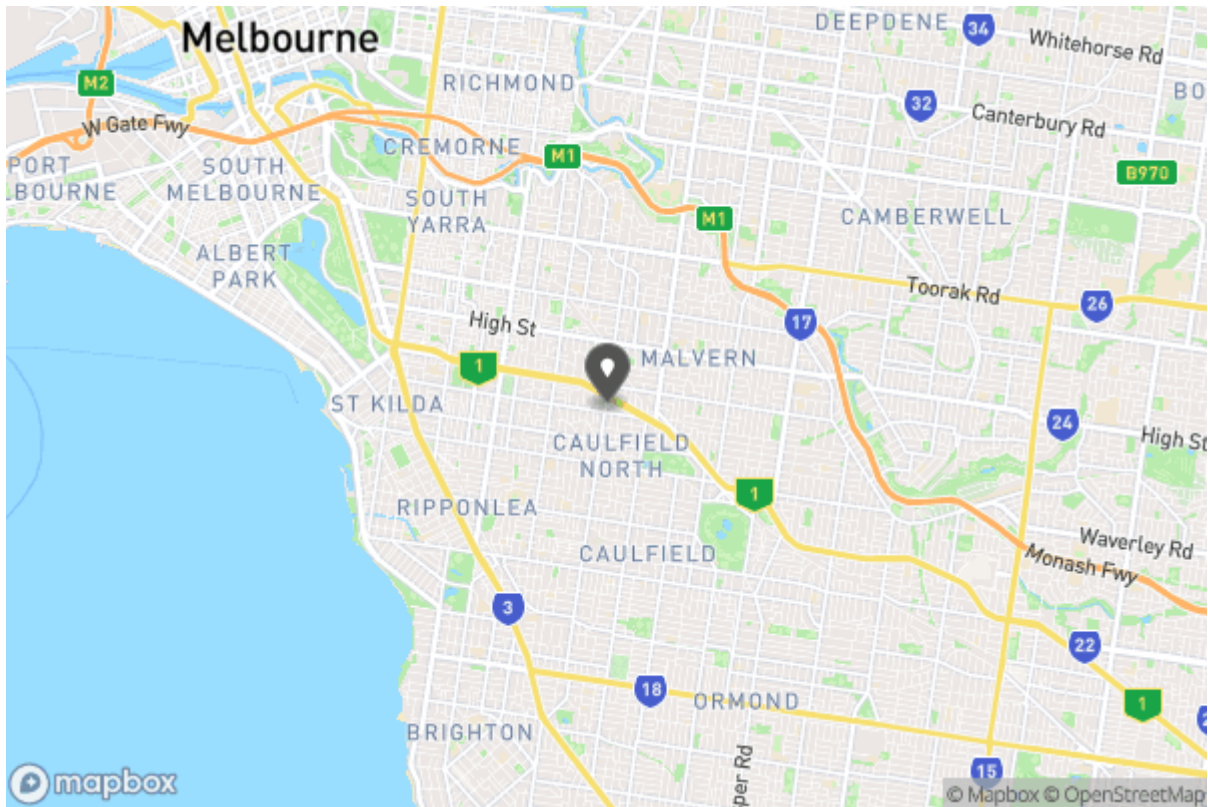 DEEPDENE
34
Whitehorse Rd
Melbourne
M2
RICHMOND
32
BO
Canterbury Rd
W Gate Fwy
CREMORNE
M1
PORT
LBOURNE
SOUTH
MELBOURNE
B970
SOUTH
YARRA
M1
CAMBERWELL
ALBERT
PARK
Toorak Rd
26
High St
17
1
MALVERN
ST KILDA
24
High St
CAULFIELD
NORTH
1
RIPPONLEA
CAULFIELD
Waverley Rd
Monash Fwy
3
22
18
ORMOND
1
2
BRIGHTON
per Rd
15
mapbox
© Mapbox © OpenStreetMap